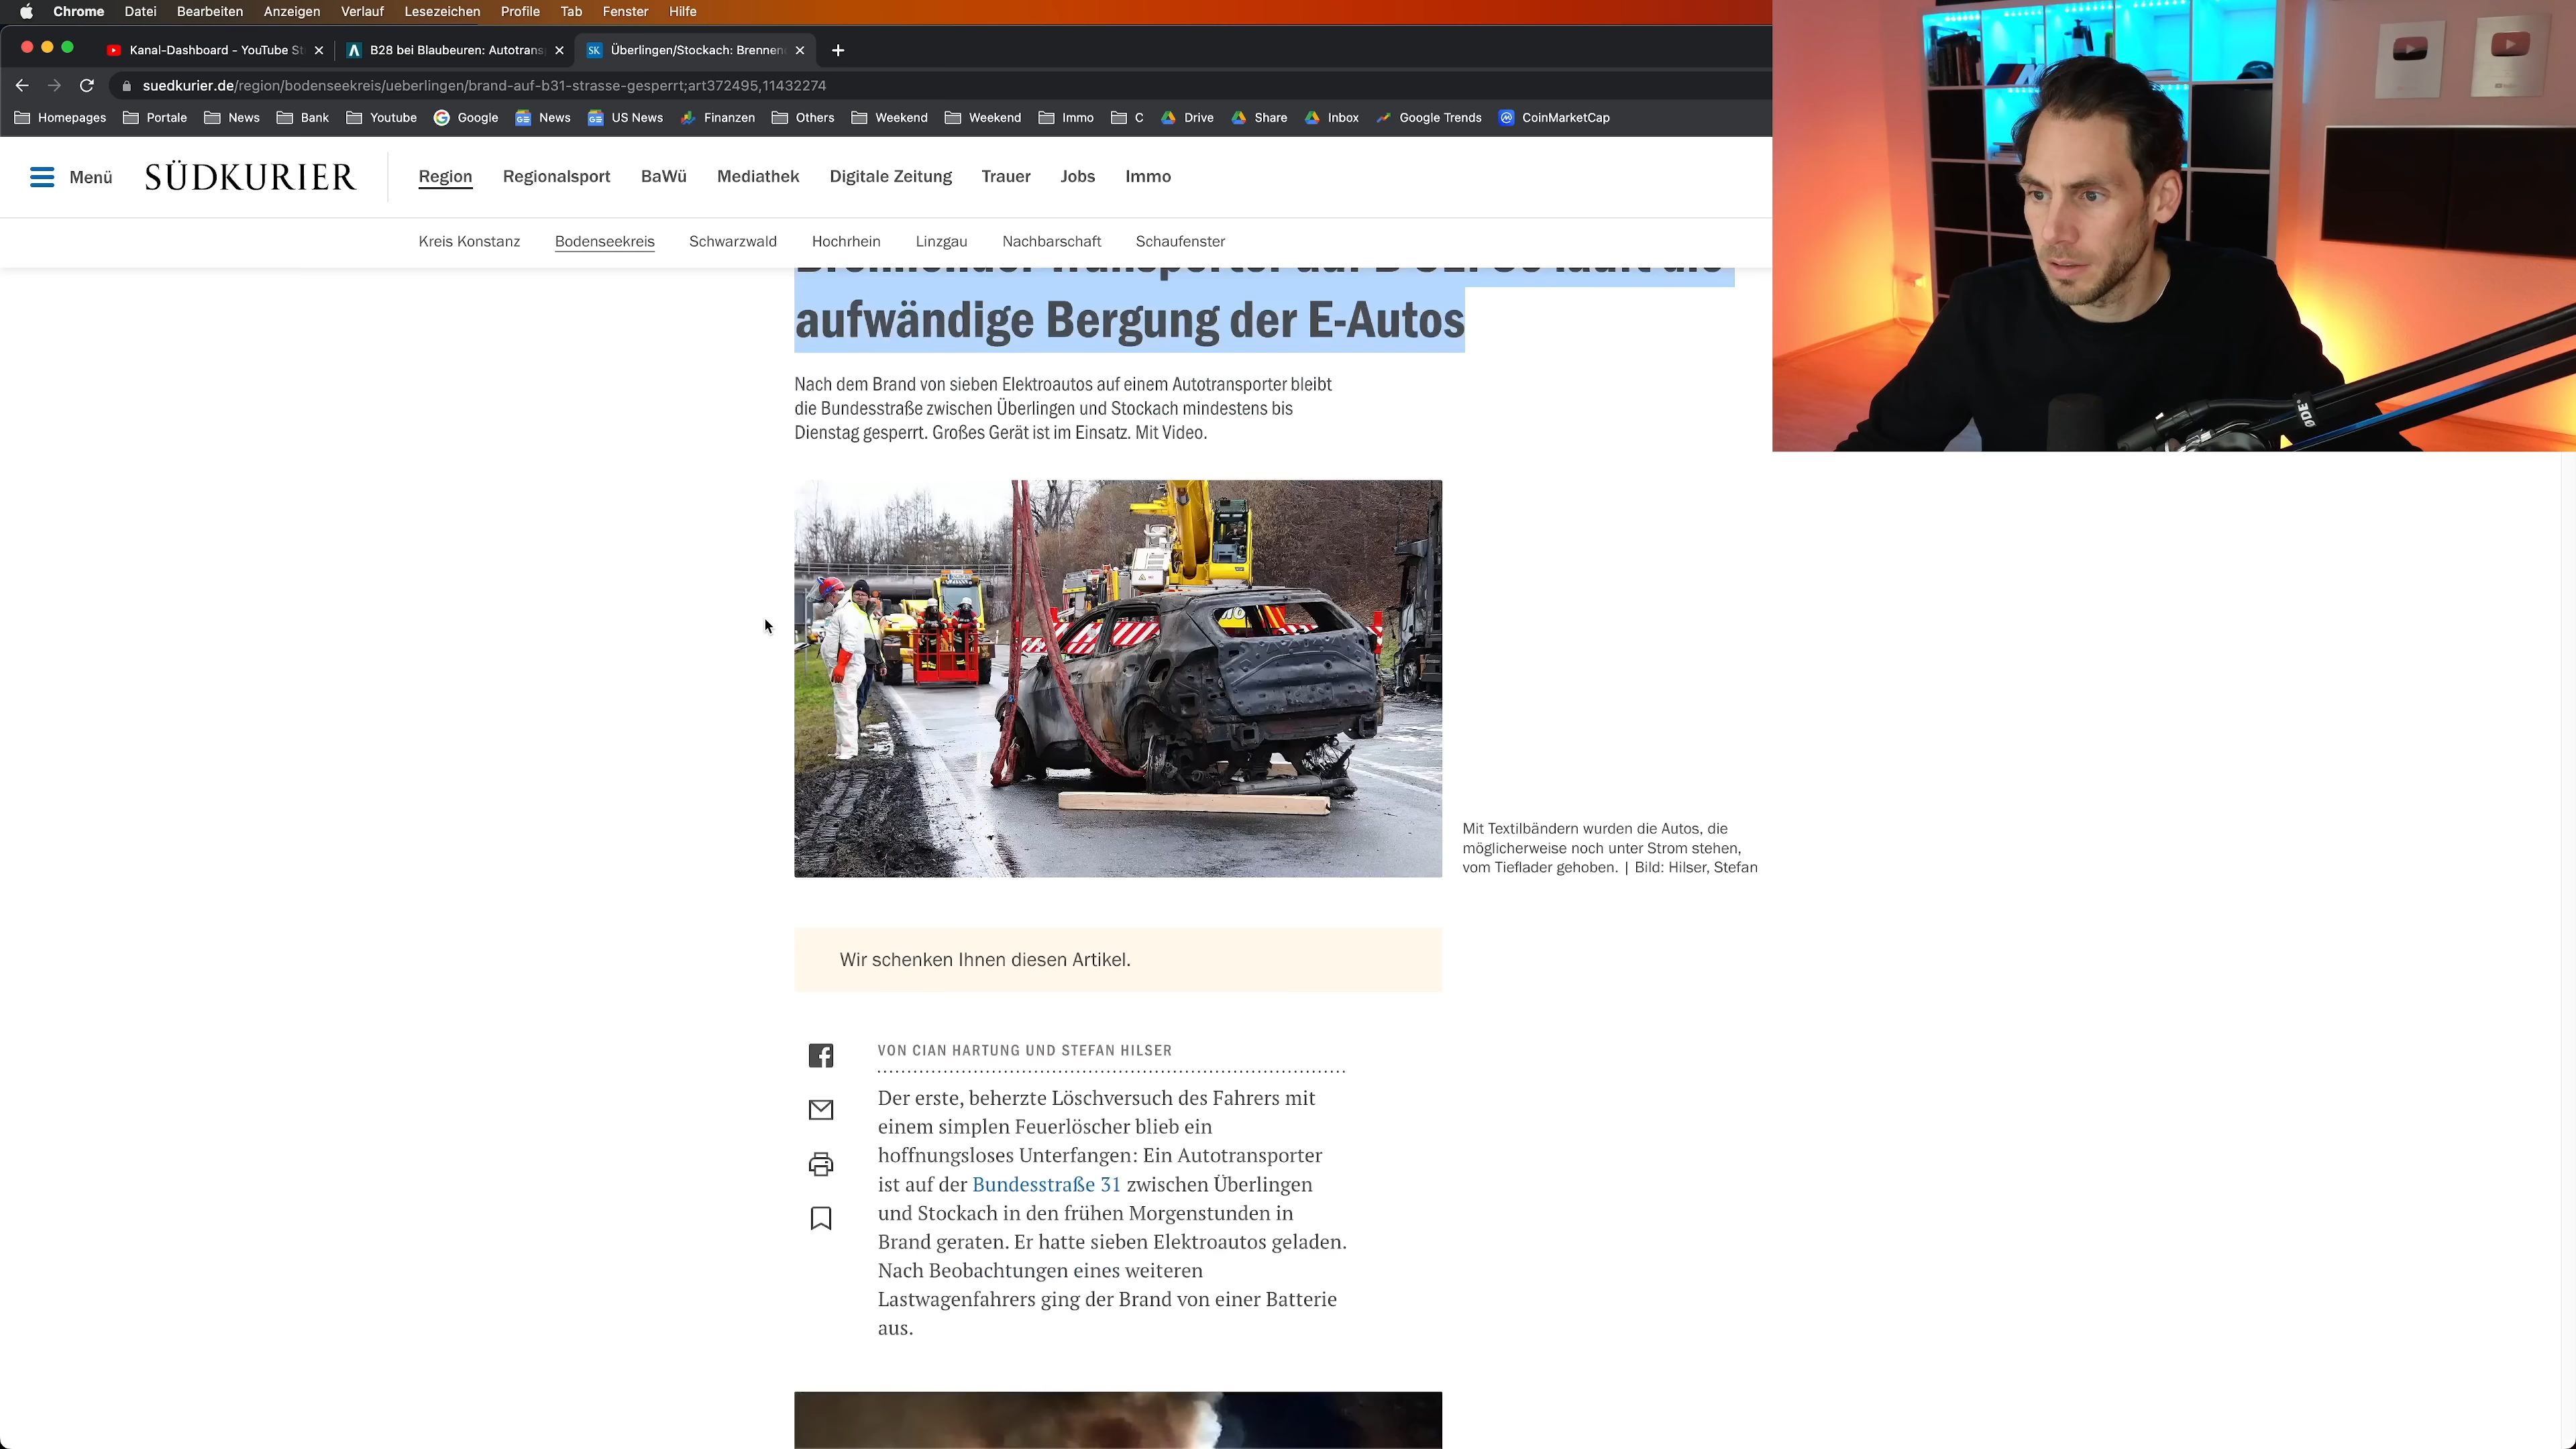 Chrome Datei Bearbeiten Anzeigen Verlauf Lesezeichen Profile Tab Fenster Hilfe
Kanal-Dashboard - YouTube St
B28 bei Blaubeuren: Autotrans
Überlingen/Stockach: Brennen
suedkurier.de/region/bodenseekreis/ueberlingen/brand-auf-b31-strasse-gesperrt;art372495,11432274
Homepages Portale News Bank Youtube Google News US News Finanzen Others Weekend Weekend Immo C Drive Share Inbox Google Trends CoinMarketCap
Menü SÜDKURIER Region Regionalsport BaWü Mediathek Digitale Zeitung Trauer Jobs Immo
Kreis Konstanz Bodenseekreis Schwarzwald Hochrhein Linzgau Nachbarschaft Schaufenster
aufwändige Bergung der E-Autos
Nach dem Brand von sieben Elektroautos auf einem Autotransporter bleibt
die Bundesstraße zwischen Überlingen und Stockach mindestens bis
Dienstag gesperrt. Großes Gerät ist im Einsatz. Mit Video.
Mit Textilbändern wurden die Autos, die
möglicherweise noch unter Strom stehen,
vom Tieflader gehoben. | Bild: Hilser, Stefan
Wir schenken Ihnen diesen Artikel.
VON CIAN HARTUNG UND STEFAN HILSER
Der erste, beherzte Löschversuch des Fahrers mit
einem simplen Feuerlöscher blieb ein
hoffnungsloses Unterfangen: Ein Autotransporter
ist auf der Bundesstraße 31 zwischen Überlingen
und Stockach in den frühen Morgenstunden in
Brand geraten. Er hatte sieben Elektroautos geladen.
Nach Beobachtungen eines weiteren
Lastwagenfahrers ging der Brand von einer Batterie
aus.